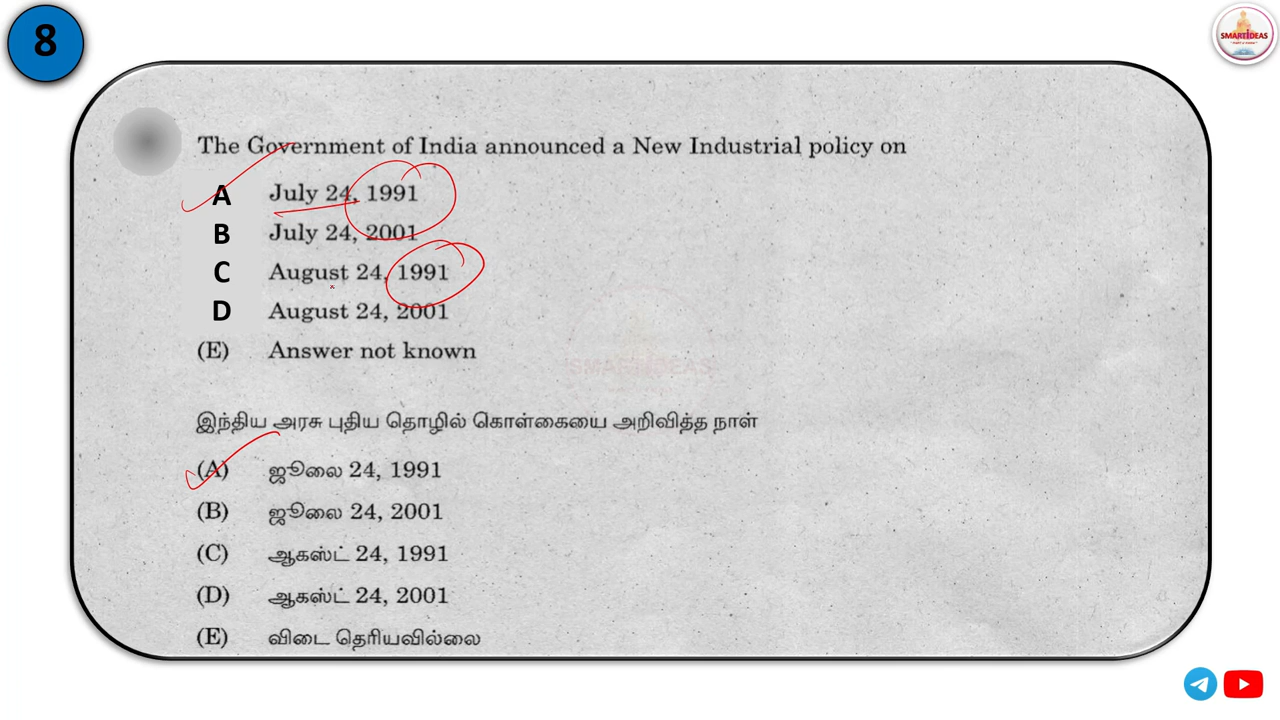 8
SMARTIDEAS
The Government of India announced a New Industrial policy on
A July 24, 1991
B July 24, 2001
C August 24, 1991
D August 24, 2001
(E) Answer not known
SMARTIDEAS
இந்திய அரசு புதிய தொழில் கொள்கையை அறிவித்த நாள்
(A) ஜூலை 24, 1991
(B) ஜூலை 24, 2001
(C) ஆகஸ்ட் 24, 1991
(D) ஆகஸ்ட் 24, 2001
(E) விடை தெரியவில்லை